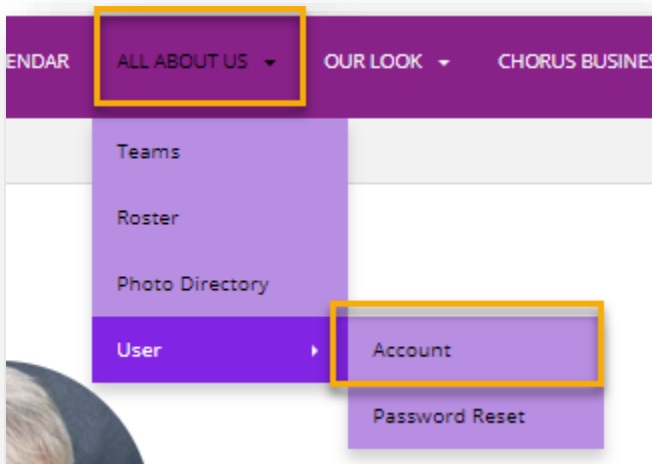 ENDAR ALL ABOUT US OUR LOOK CHORUS BUSINES
Teams
Roster
Photo Directory
User Account
Password Reset